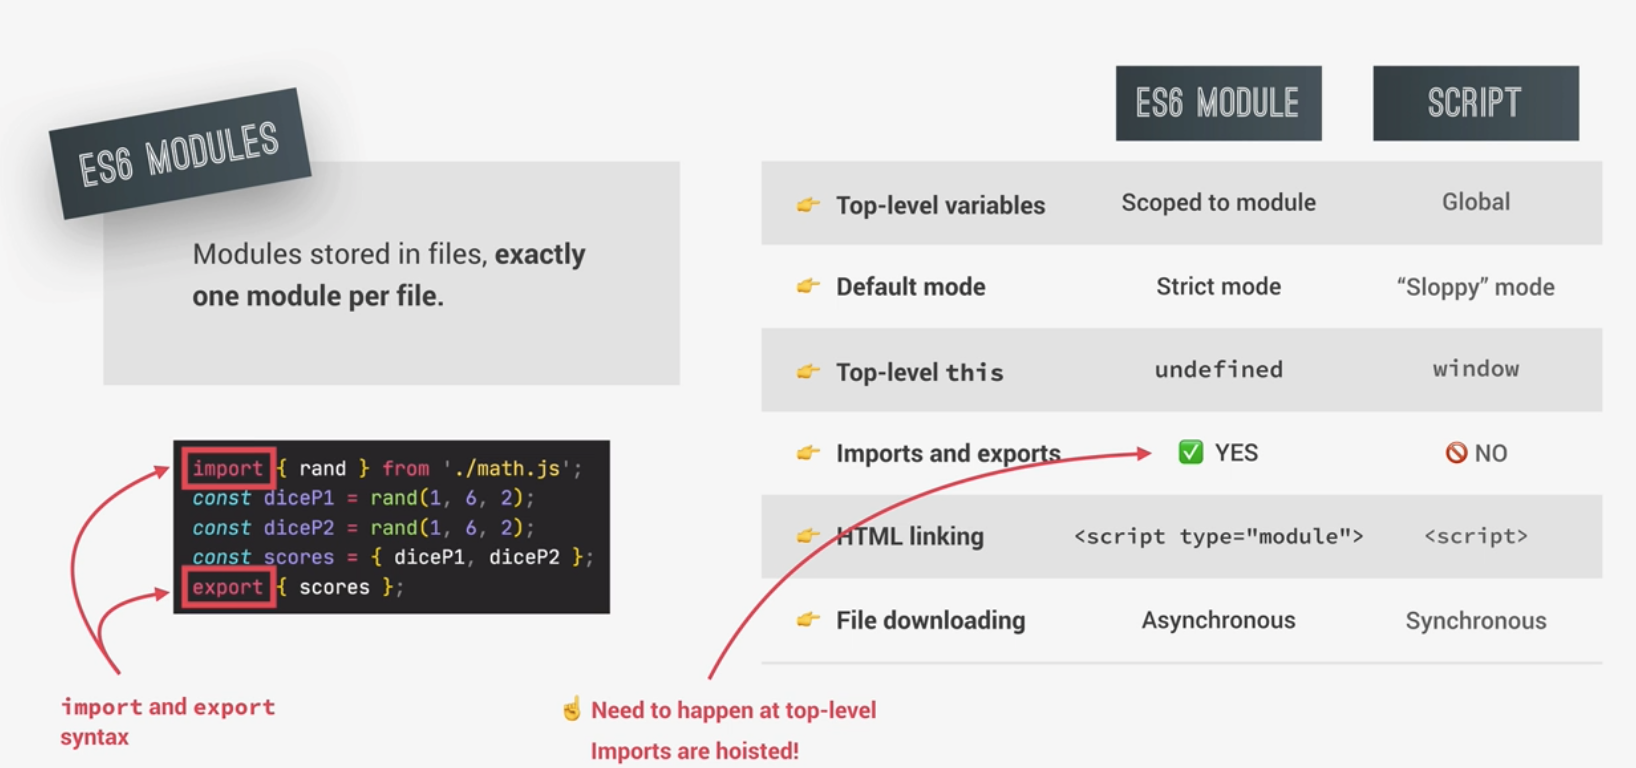 ES6 MODULES
Modules stored in files, exactly
one module per file.
import { rand } from './math.js';
const diceP1 = rand(1, 6, 2);
const diceP2 = rand(1, 6, 2);
const scores = { diceP1, diceP2 };
export { scores };
import and export
syntax
ES6 MODULE SCRIPT
👉 Top-level variables Scoped to module Global
👉 Default mode Strict mode “Sloppy” mode
👉 Top-level this undefined window
👉 Imports and exports ✅ YES 🚫 NO
👉 HTML linking <script type="module"> <script>
👉 File downloading Asynchronous Synchronous
☝️ Need to happen at top-level
Imports are hoisted!